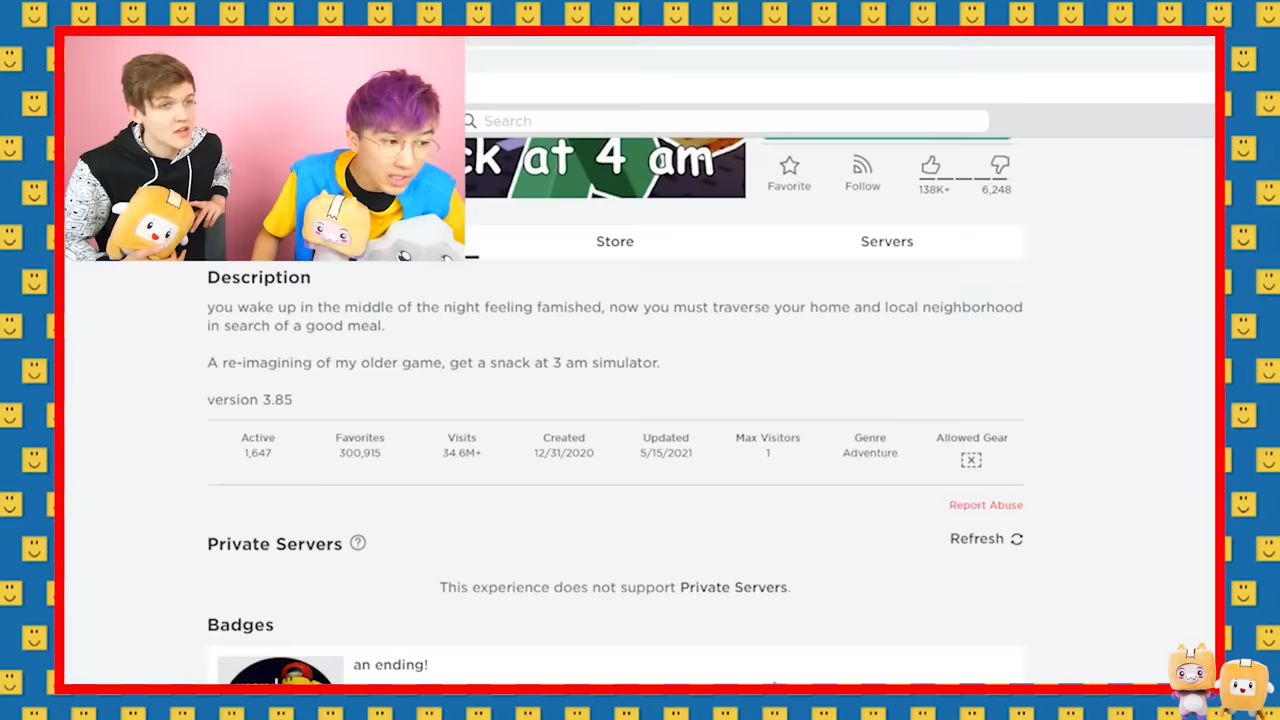 Search
ck at 4 am
Favorite
Follow
138K+
6,248
Store
Servers
Description
you wake up in the middle of the night feeling famished, now you must traverse your home and local neighborhood
in search of a good meal.
A re-imagining of my older game, get a snack at 3 am simulator.
version 3.85
Active Favorites Visits Created Updated Max Visitors Genre Allowed Gear
1,647 300,915 34.6M+ 12/31/2020 5/15/2021 1 Adventure
Report Abuse
Private Servers
Refresh
This experience does not support Private Servers.
Badges
an ending!